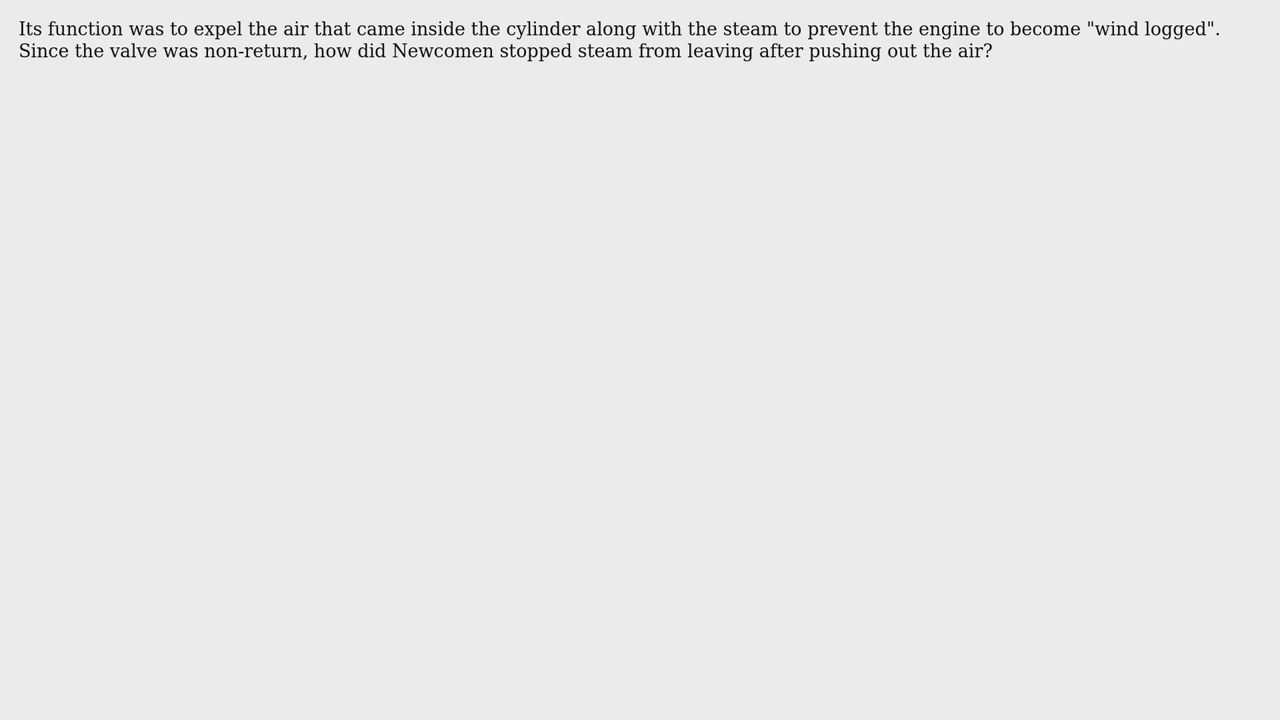 Its function was to expel the air that came inside the cylinder along with the steam to prevent the engine to become "wind logged".
Since the valve was non-return, how did Newcomen stopped steam from leaving after pushing out the air?